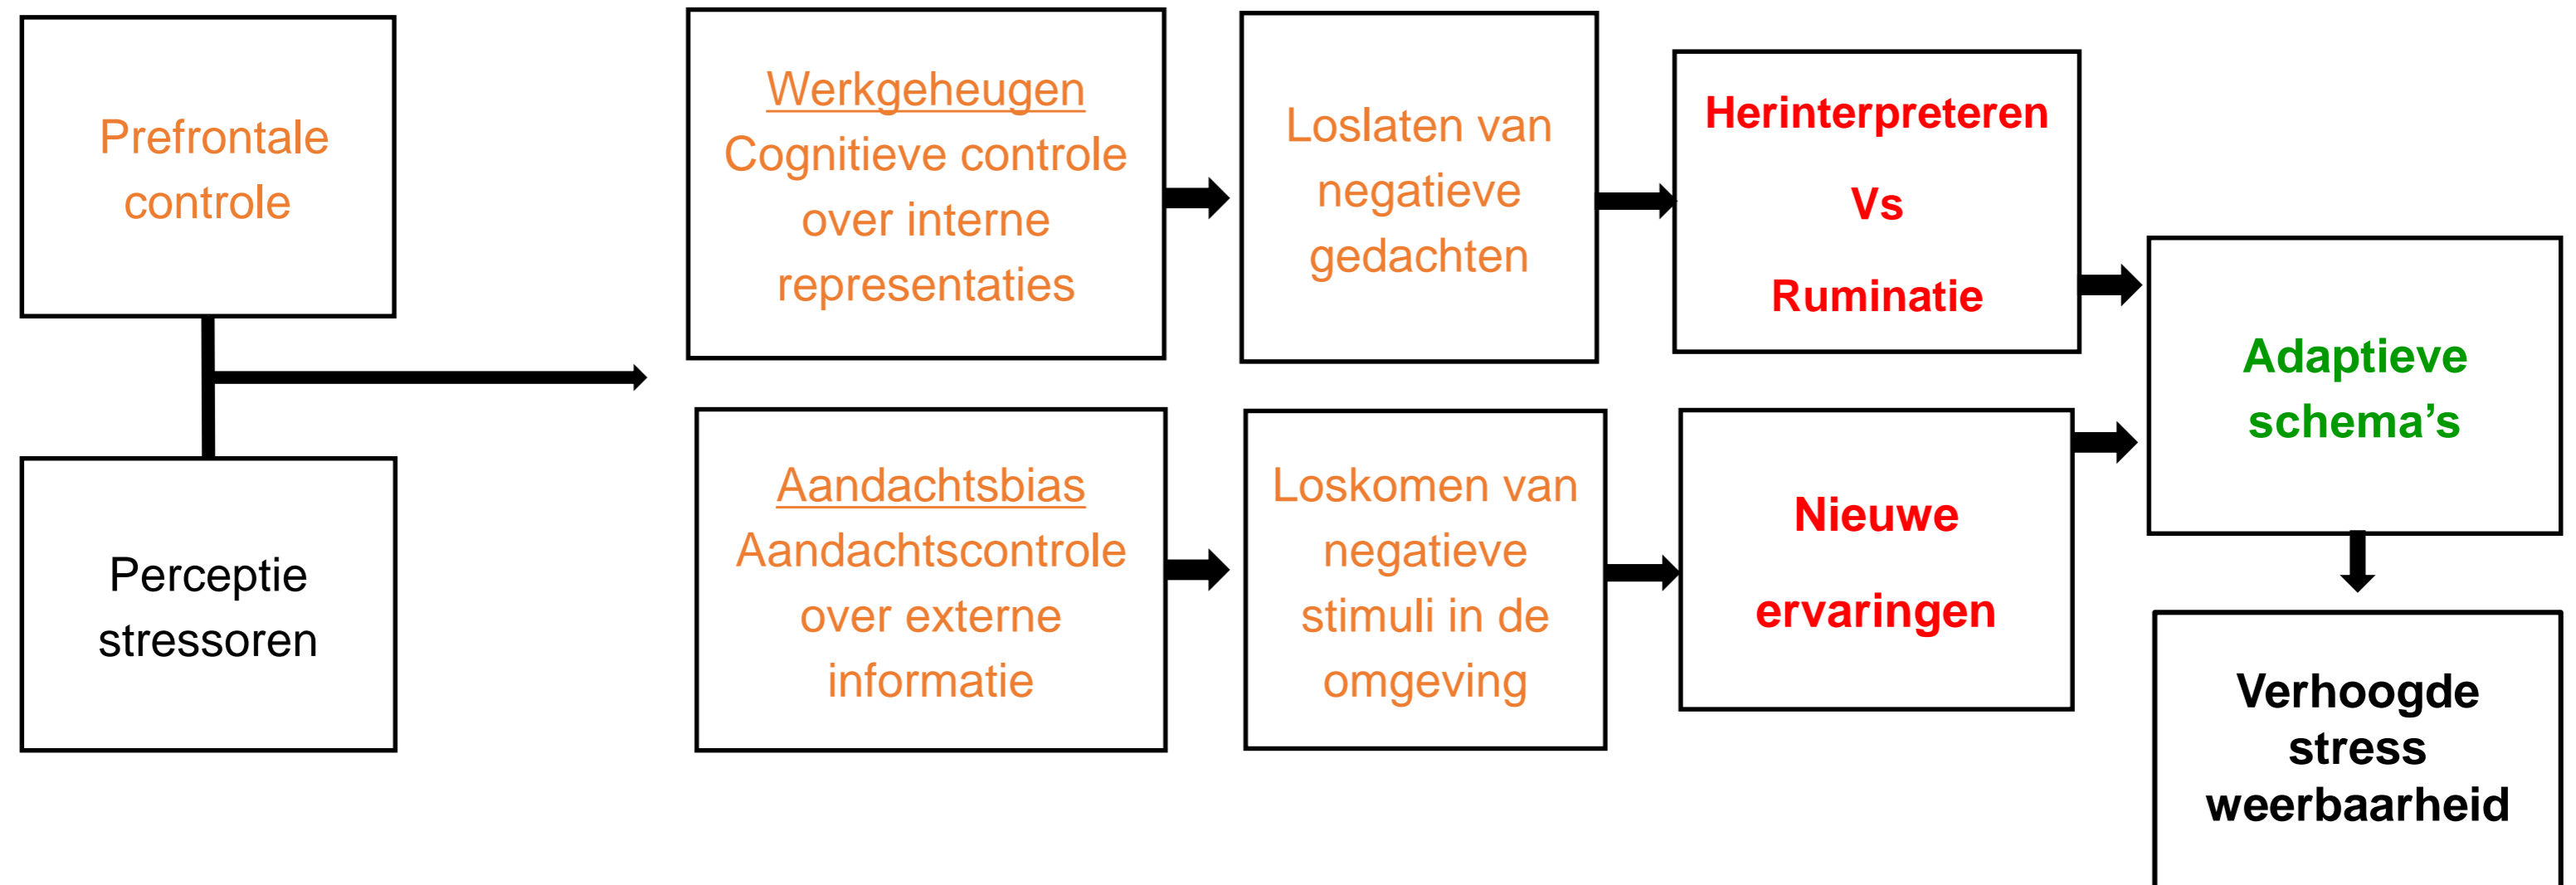 Prefrontale
controle
Perceptie
stressoren
Werkgeheugen
Cognitieve controle
over interne
representaties
Loslaten van
negatieve
gedachten
Herinterpreteren
Vs
Ruminatie
Aandachtsbias
Aandachtscontrole
over externe
informatie
Loskomen van
negatieve
stimuli in de
omgeving
Nieuwe
ervaringen
Adaptieve
schema’s
Verhoogde
stress
weerbaarheid